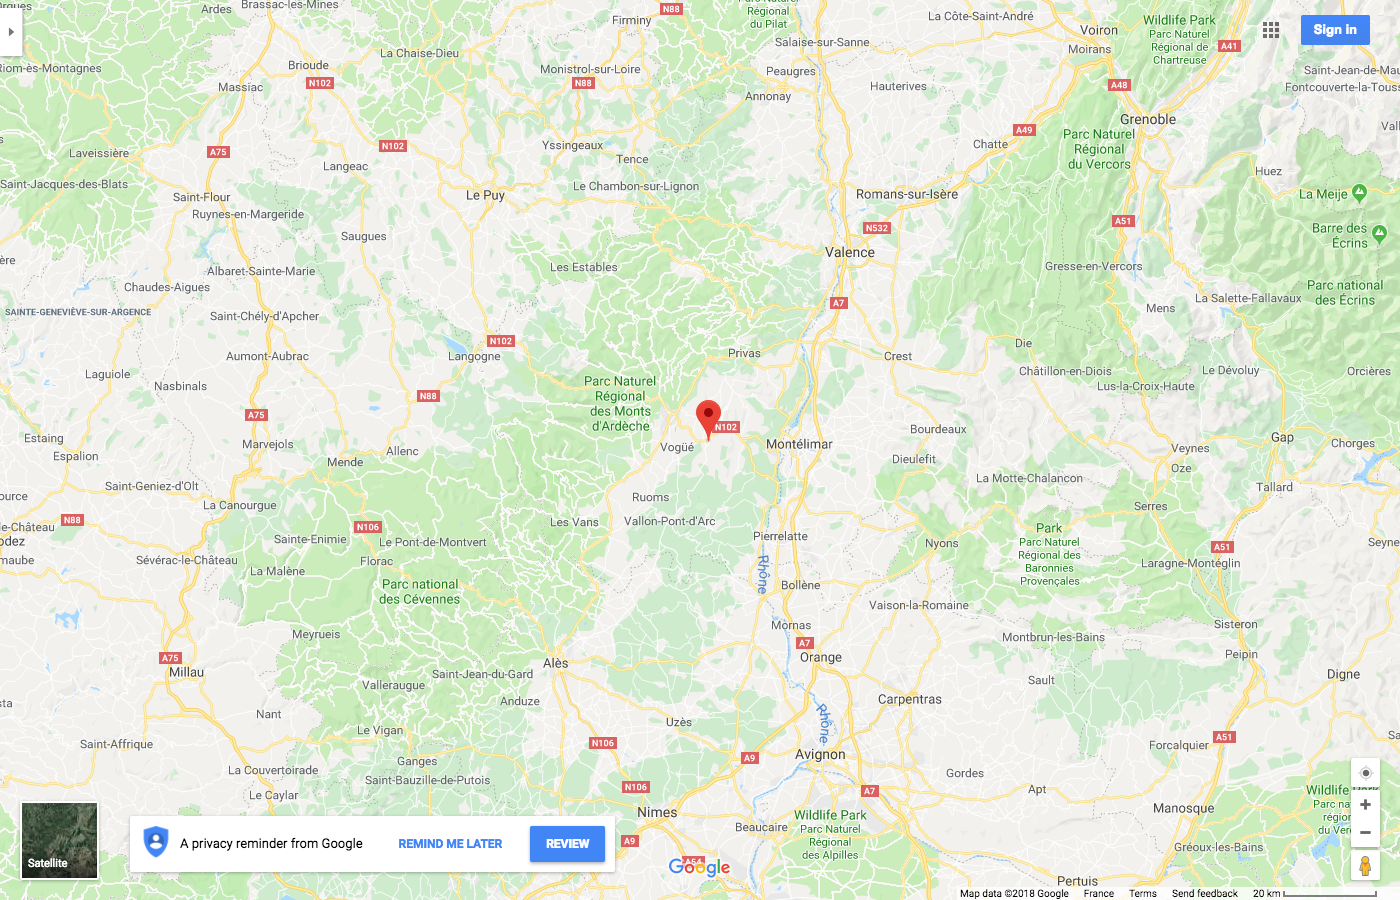 Brassac-les-Mines
Ardes
N88
Firminy
Parc Naturel
Régional
du Pilat
La Côte-Saint-André
Wildlife Park
Parc Naturel
Régional de
Chartreuse
Voiron
Moirans
A41
Sign in
Salaise-sur-Sanne
La Chaise-Dieu
Brioude
Riom-ès-Montagnes
Massiac
N102
Monistrol-sur-Loire
N88
Peaugres
Annonay
Hauterives
A48
Saint-Jean-de-Mau
Fontcouverte-la-Touss
Grenoble
A49
Chatte
Parc Naturel
Régional
du Vercors
Vall
Laveissière
A75
N102
Langeac
Yssingeaux
Tence
Le Chambon-sur-Lignon
Huez
La Meije
Saint-Jacques-des-Blats
Saint-Flour
Ruynes-en-Margeride
Le Puy
Romans-sur-Isère
N532
A51
Barre des
Écrins
Saugues
Valence
Gresse-en-Vercors
Les Estables
Albaret-Sainte-Marie
Chaudes-Aigues
ère
Parc national
des Écrins
La Salette-Fallavaux
Mens
A7
SAINTE-GENEVIÈVE-SUR-ARGENCE
Saint-Chély-d'Apcher
N102
Langogne
Aumont-Aubrac
Privas
Crest
Die
Châtillon-en-Diois
Lus-la-Croix-Haute
Le Dévoluy
Orcières
Laguiole
Nasbinals
N88
Parc Naturel
Régional
des Monts
d'Ardèche
A75
N102
Vogüé
Montélimar
Bourdeaux
Dieulefit
Gap
Chorges
Veynes
Oze
Estaing
Espalion
Marvejols
Mende
Allenc
La Motte-Chalancon
Tallard
Saint-Geniez-d'Olt
La Canourgue
Ruoms
Vallon-Pont-d'Arc
Les Vans
Serres
ource
le-Château
N88
odez
maube
N106
Sainte-Enimie
Le Pont-de-Montvert
Pierrelatte
Nyons
Park
Parc Naturel
Régional des
Baronnies
Provençales
A51
Laragne-Montéglin
Seyne
Sévérac-le-Château
La Malène
Florac
Parc national
des Cévennes
Rhône
Bollène
Vaison-la-Romaine
Mornas
Montbrun-les-Bains
Sisteron
Meyrueis
A7
Orange
A75
Millau
Alès
Saint-Jean-du-Gard
Valleraugue
Anduze
Sault
Peipin
Digne
Carpentras
sta
Nant
Le Vigan
Uzès
Rhône
Saint-Affrique
N106
A9
Avignon
A51
Forcalquier
Sa
Ganges
La Couvertoirade
Saint-Bauzille-de-Putois
Le Caylar
Gordes
Apt
N106
A7
Nimes
Beaucaire
Wildlife Park
Parc Naturel
Régional
des Alpilles
Manosque
Gréoux-les-Bains
Wildlife Park
Parc na
régi
du Ver
Satellite
A privacy reminder from Google
REMIND ME LATER
REVIEW
A9
A54
Google
Pertuis
Map data ©2018 Google France Terms Send feedback 20 km